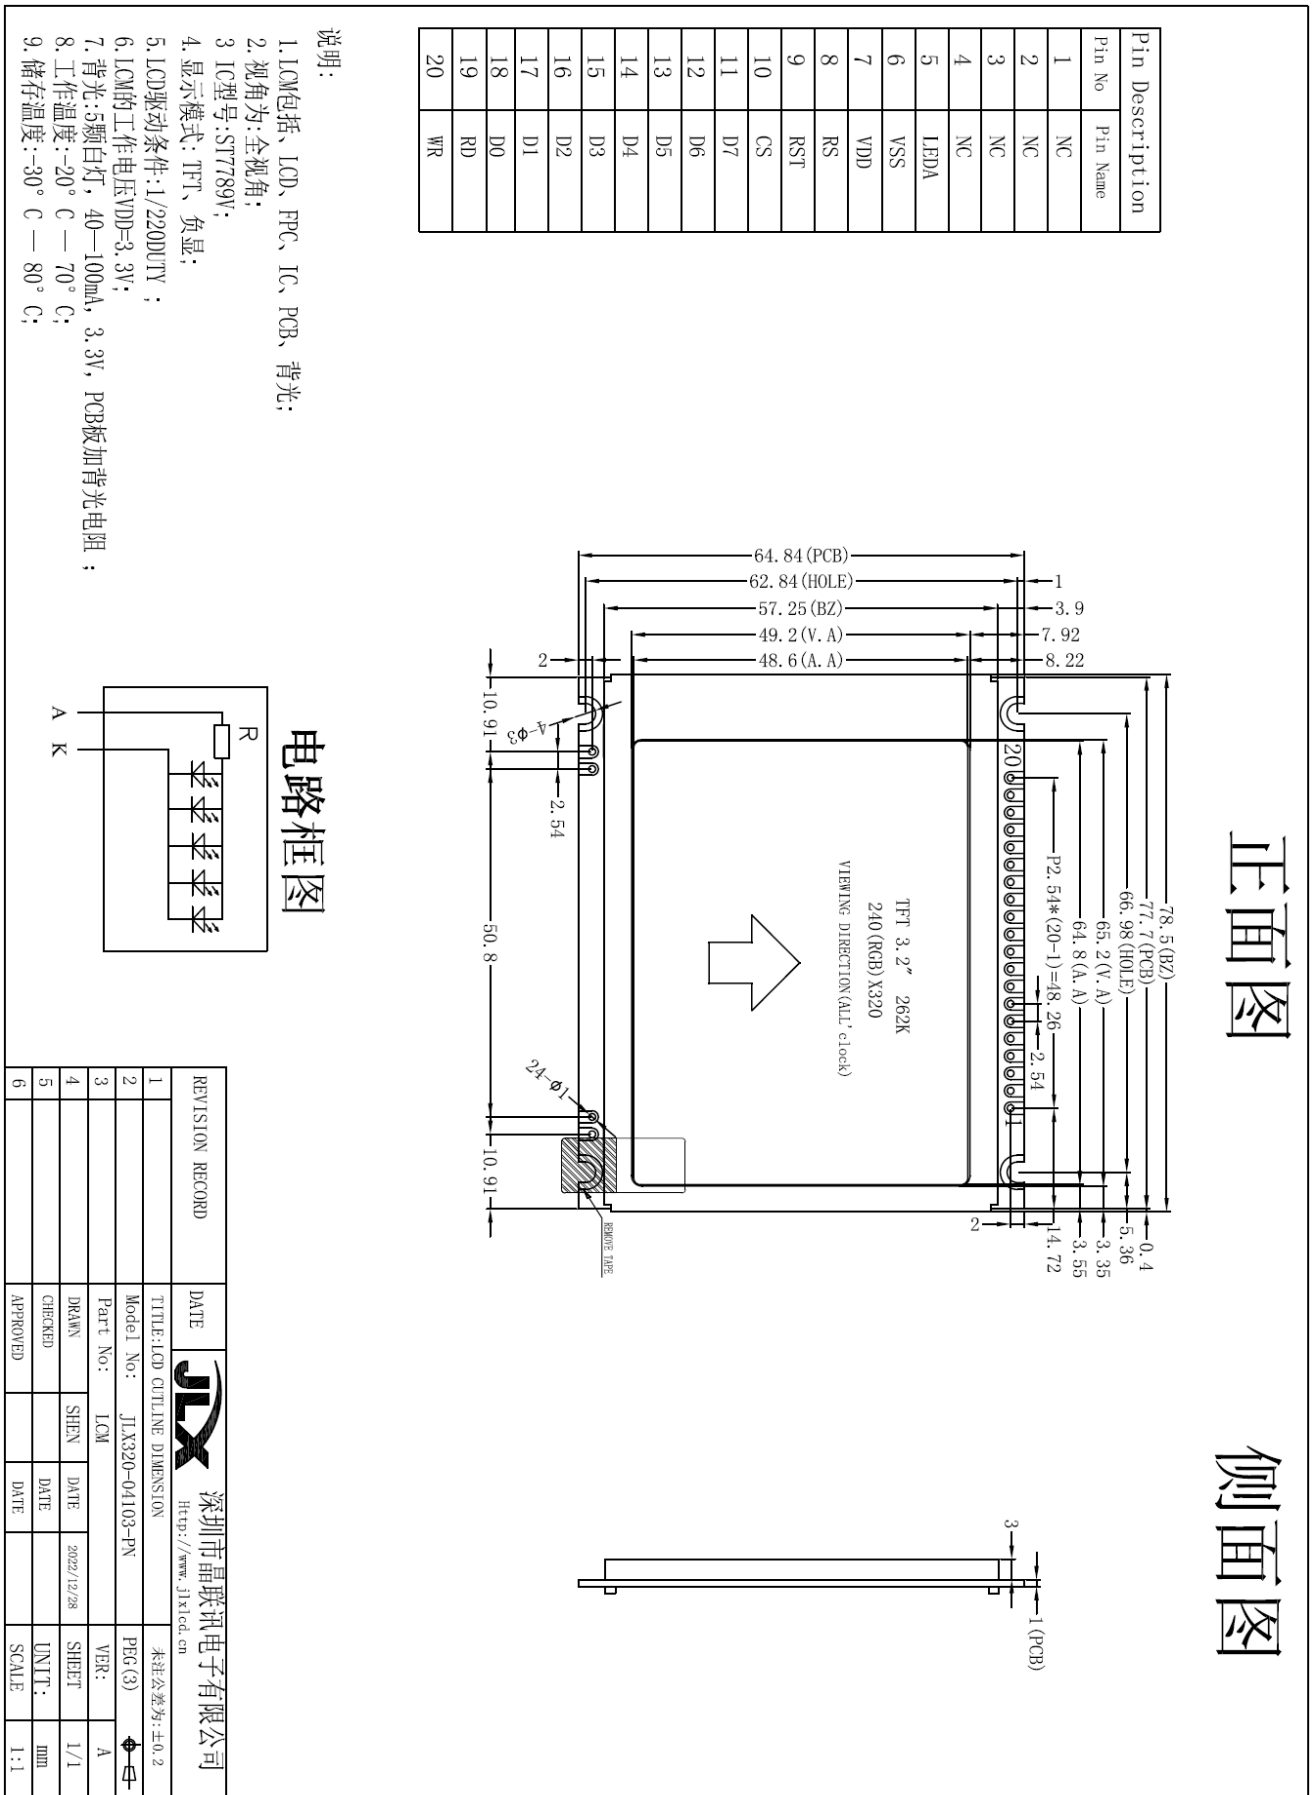 正面图
侧面图
Pin Description
Pin No Pin Name
1 NC
2 NC
3 NC
4 NC
5 LEDA
6 VSS
7 VDD
8 RS
9 RST
10 CS
11 D7
12 D6
13 D5
14 D4
15 D3
16 D2
17 D1
18 D0
19 RD
20 WR
78.5(BZ)
77.7(PCB)
0.4
66.98(HOLE)
5.36
65.2(V.A)
3.35
64.8(A.A)
3.55
P2.54*(20-1)=48.26
14.72
2.54
2
20
1
64.84(PCB)
62.84(HOLE)
1
57.25(BZ)
3.9
49.2(V.A)
7.92
48.6(A.A)
8.22
2
TFT 3.2" 262K
240(RGB)X320
VIEWING DIRECTION(ALL'clock)
4-Φ3
24-Φ1
2.54
10.91
50.8
10.91
REMOVE TAPE
3
1(PCB)
说明:
1.LCM包括、LCD、FPC、IC、PCB、背光;
2.视角为:全视角;
3 IC型号:ST7789V;
4.显示模式:TFT、负显;
5.LCD驱动条件:1/220DUTY ;
6.LCM的工作电压VDD=3.3V;
7.背光:5颗白灯, 40—100mA, 3.3V, PCB板加背光电阻 ;
8.工作温度:-20° C — 70° C;
9.储存温度:-30° C — 80° C;
电路框图
R
A
K
REVISION RECORD DATE
1
2
3
4
5
6
JLX
深圳市晶联讯电子有限公司
Http://www.jlxlcd.cn
TITLE:LCD CUTLINE DIMENSION 未注公差为:±0.2
Model No: JLX320-04103-PN PEG(3)
Part No: LCM VER: A
DRAWN SHEN DATE 2022/12/28 SHEET 1/1
CHECKED DATE UNIT: mm
APPROVED DATE SCALE 1:1